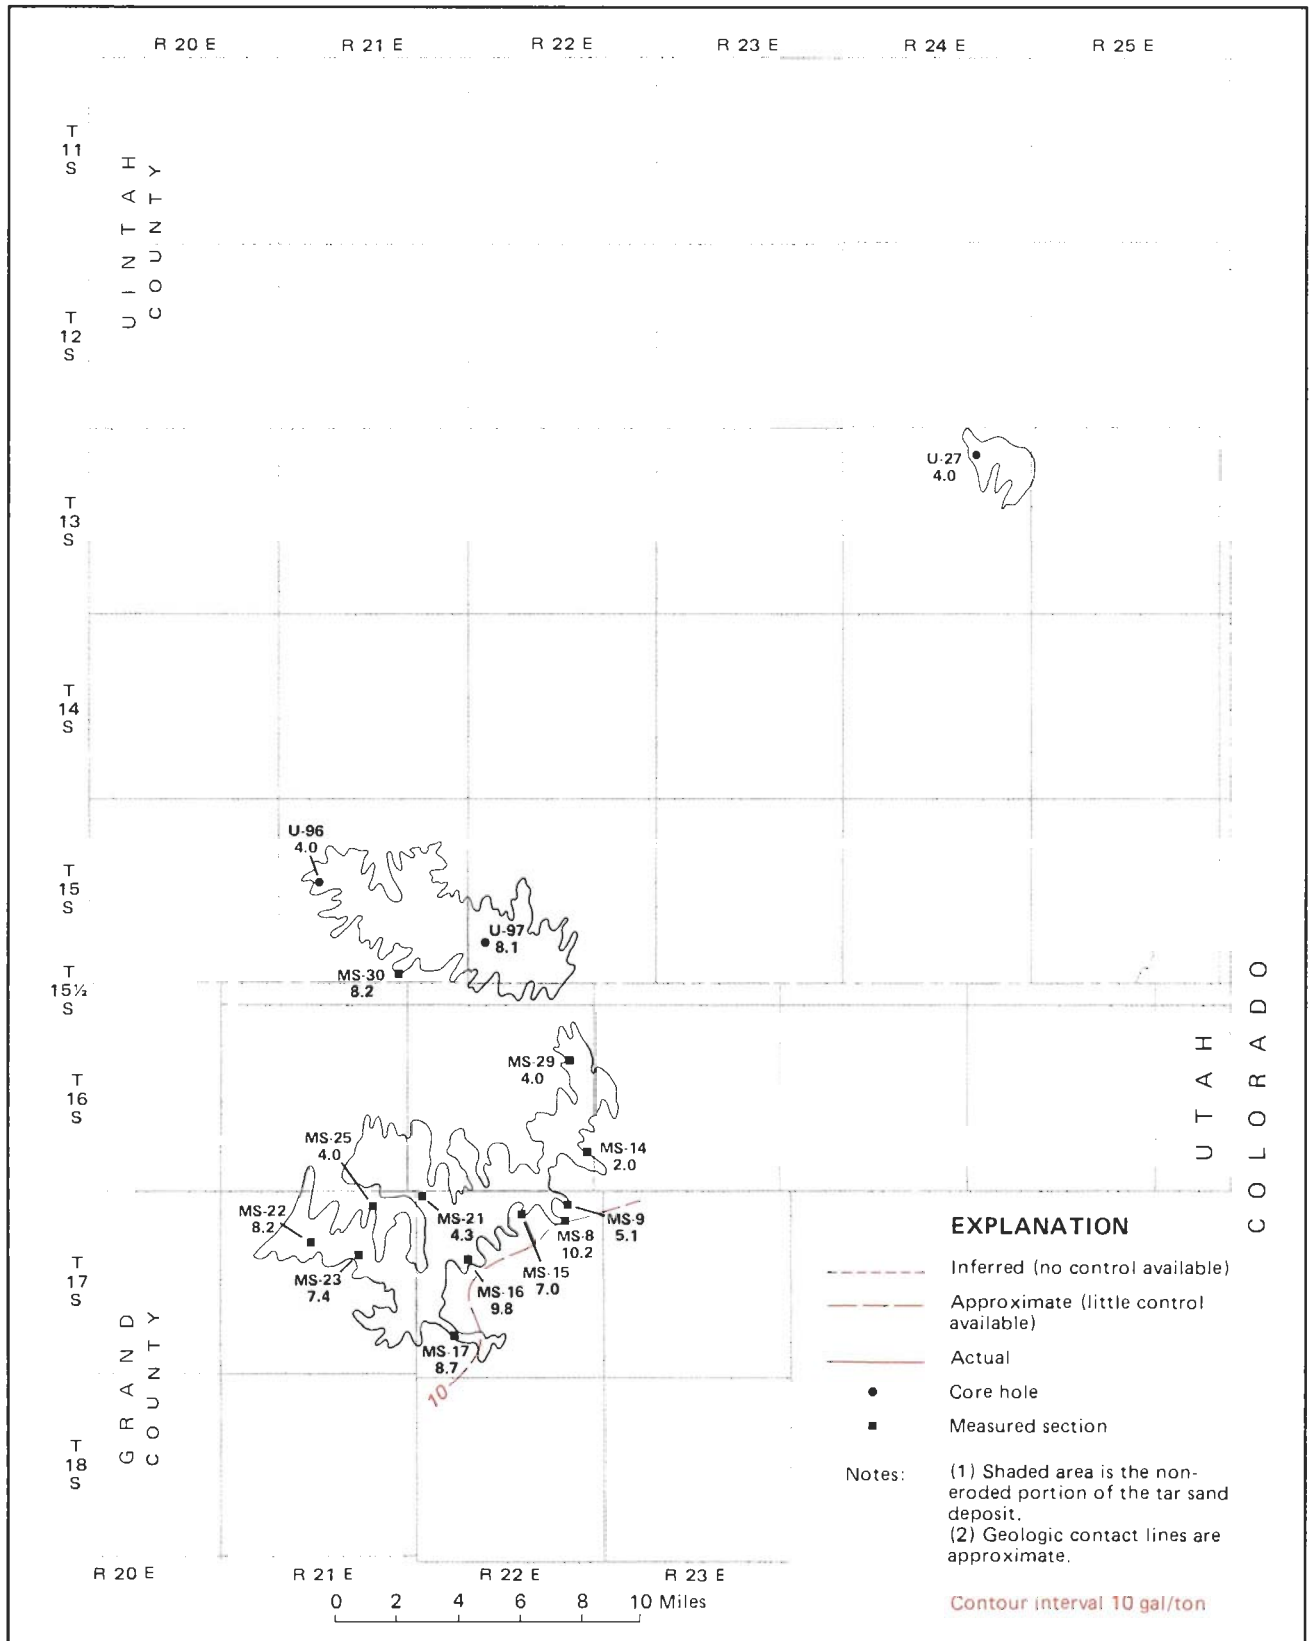 R 20 E R 21 E R 22 E R 23 E R 24 E R 25 E
T
11
S
UINTAH
COUNTY
T
12
S
U-27
4.0
T
13
S
T
14
S
U-96
4.0
T
15
S
U-97
8.1
MS-30
8.2
T
15½
S
MS-29
4.0
T
16
S
MS-25
4.0
MS-14
2.0
UTAH
COLORADO
MS-22
8.2
MS-21
4.3
MS-9
5.1
MS-8
10.2
MS-23
7.4
MS-15
7.0
MS-16
9.8
T
17
S
MS-17
8.7
10
GRAND
COUNTY
T
18
S
EXPLANATION
Inferred (no control available)
Approximate (little control
available)
Actual
Core hole
Measured section
Notes: (1) Shaded area is the non-
eroded portion of the tar sand
deposit.
(2) Geologic contact lines are
approximate.
Contour interval 10 gal/ton
R 20 E R 21 E R 22 E R 23 E
0 2 4 6 8 10 Miles